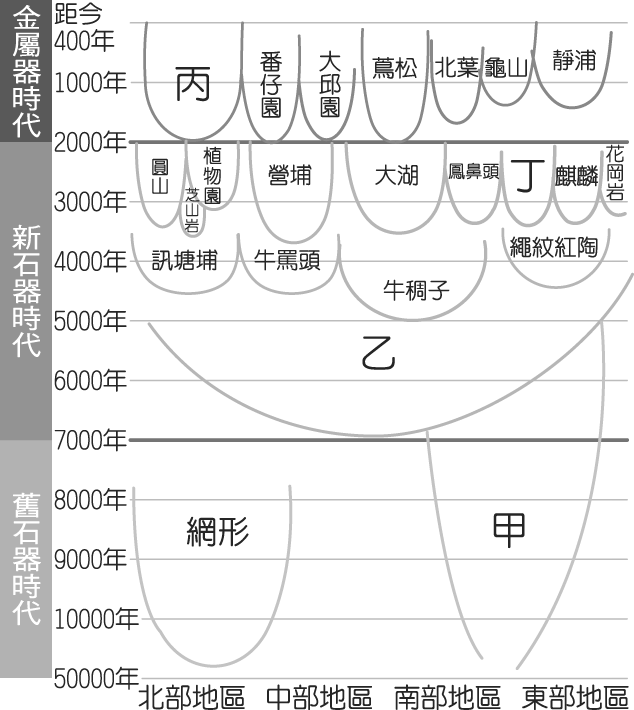 距今
400年
1000年
2000年
3000年
4000年
5000年
6000年
7000年
8000年
9000年
10000年
50000年
金屬器時代
新石器時代
舊石器時代
丙
番仔園
大邱園
蔦松
北葉
龜山
靜浦
圓山
芝山岩
植物園
營埔
大湖
鳳鼻頭
丁
麒麟
花岡岩
訊塘埔
牛罵頭
牛稠子
繩紋紅陶
乙
網形
甲
北部地區 中部地區 南部地區 東部地區